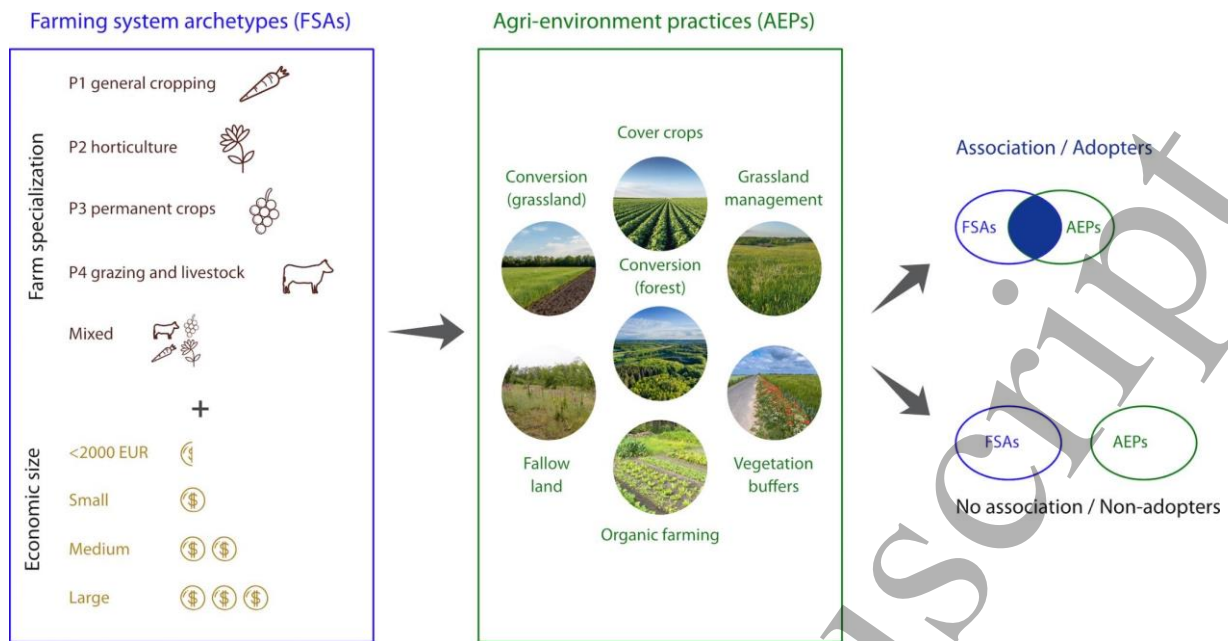 Farming system archetypes (FSAs)
Farm specialization
P1 general cropping
P2 horticulture
P3 permanent crops
P4 grazing and livestock
Mixed
+
Economic size
<2000 EUR
Small
Medium
Large
Agri-environment practices (AEPs)
Cover crops
Conversion
(grassland)
Grassland
management
Conversion
(forest)
Fallow
land
Vegetation
buffers
Organic farming
Association / Adopters
FSAs
AEPs
FSAs
AEPs
No association / Non-adopters
script